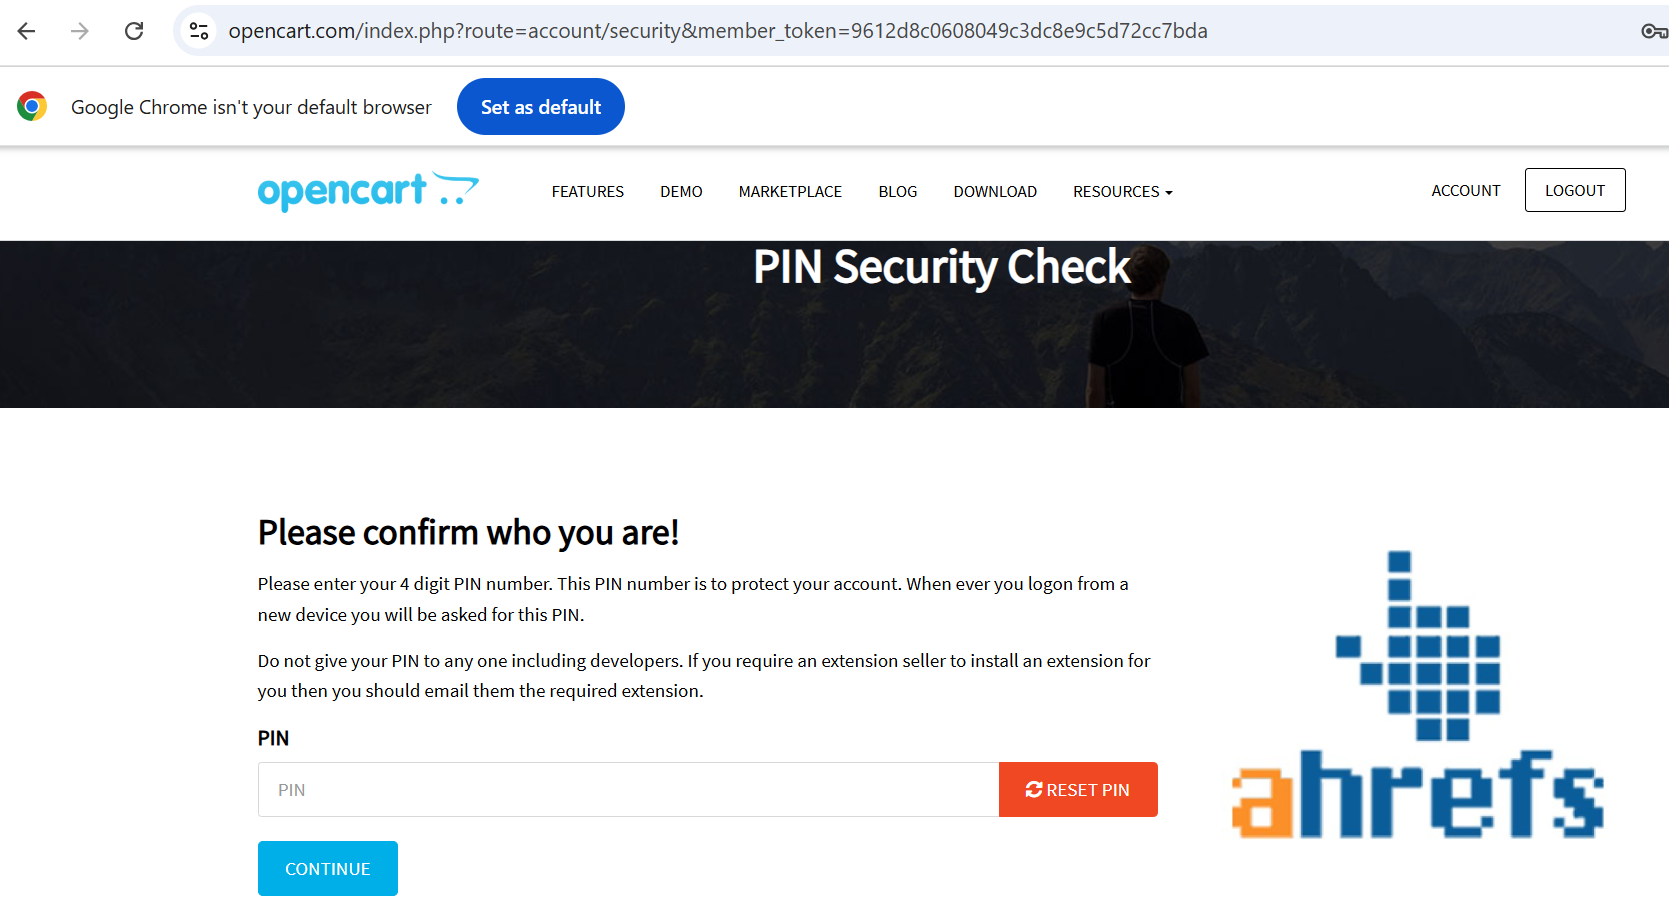 opencart.com/index.php?route=account/security&member_token=9612d8c0608049c3dc8e9c5d72cc7bda
Google Chrome isn't your default browser Set as default
opencart FEATURES DEMO MARKETPLACE BLOG DOWNLOAD RESOURCES ACCOUNT LOGOUT
PIN Security Check
Please confirm who you are!
Please enter your 4 digit PIN number. This PIN number is to protect your account. When ever you logon from a
new device you will be asked for this PIN.
Do not give your PIN to any one including developers. If you require an extension seller to install an extension for
you then you should email them the required extension.
PIN
PIN RESET PIN
CONTINUE
ahrefs